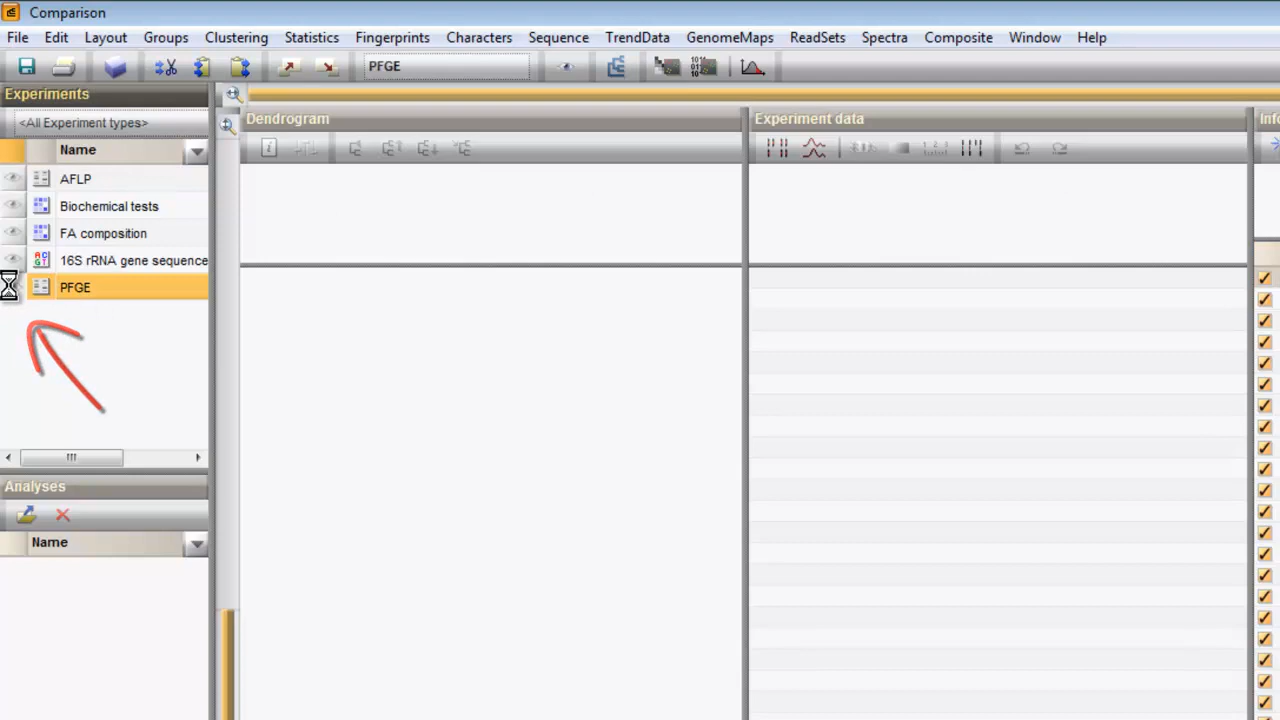 Comparison
File Edit Layout Groups Clustering Statistics Fingerprints Characters Sequence TrendData GenomeMaps ReadSets Spectra Composite Window Help
PFGE
Experiments
<All Experiment types>
Name
AFLP
Biochemical tests
FA composition
16S rRNA gene sequence
PFGE
Analyses
Name
Dendrogram
Experiment data
Info